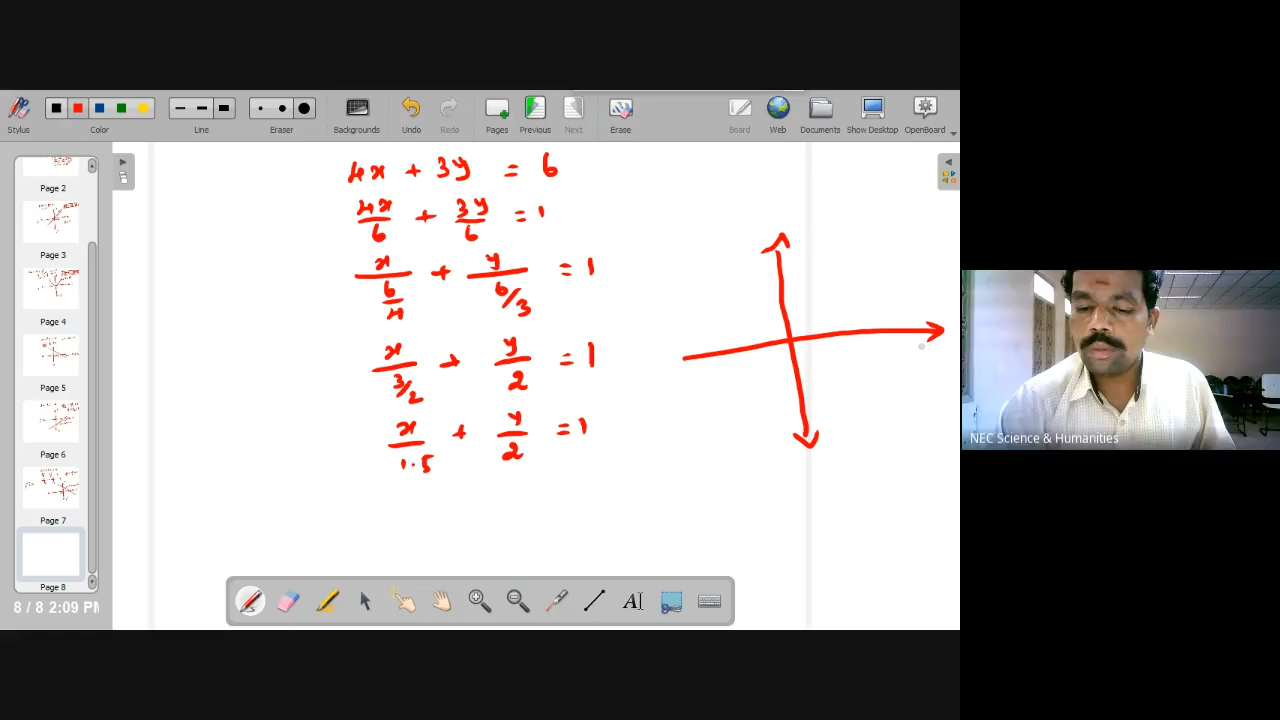 Stylus Color Line Eraser Backgrounds Undo Redo Pages Previous Next Erase Board Web Documents Show Desktop OpenBoard
Page 2
Page 3
Page 4
Page 5
Page 6
Page 7
Page 8
8 / 8 2:09 PM
4x + 3y = 6
4x/6 + 3y/6 = 1
x/(6/4) + y/(6/3) = 1
x/(3/2) + y/2 = 1
x/1.5 + y/2 = 1
NEC Science & Humanities